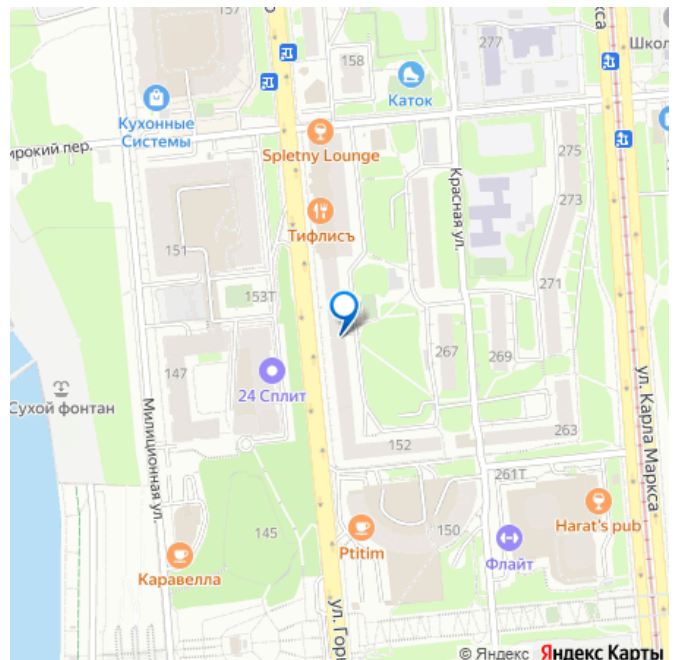 157
158
277
Школ
Каток
Кухонные
Системы
ирокий пер.
Spletny Lounge
275
Красная ул.
273
Тифлисъ
151
153Т
271
267
269
147
24 Сплит
Сухой фонтан
Милиционная ул.
ул. Карла Маркса
263
152
261Т
Harat's pub
145
150
Ptitim
Флайт
Каравелла
ул. Гор
© Яндекс Яндекс Карты